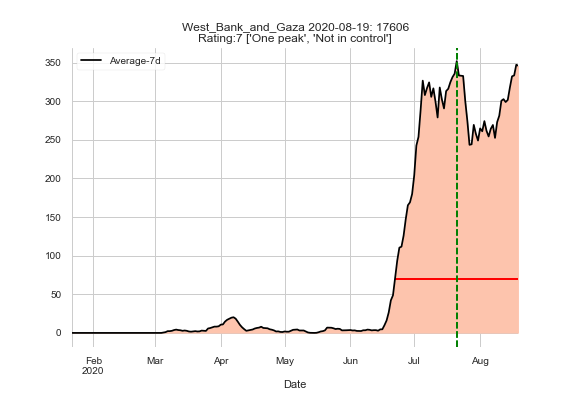 West_Bank_and_Gaza 2020-08-19: 17606
Rating:7 ['One peak', 'Not in control']
Average-7d
350
300
250
200
150
100
50
0
Feb Mar Apr May Jun Jul Aug
2020
Date